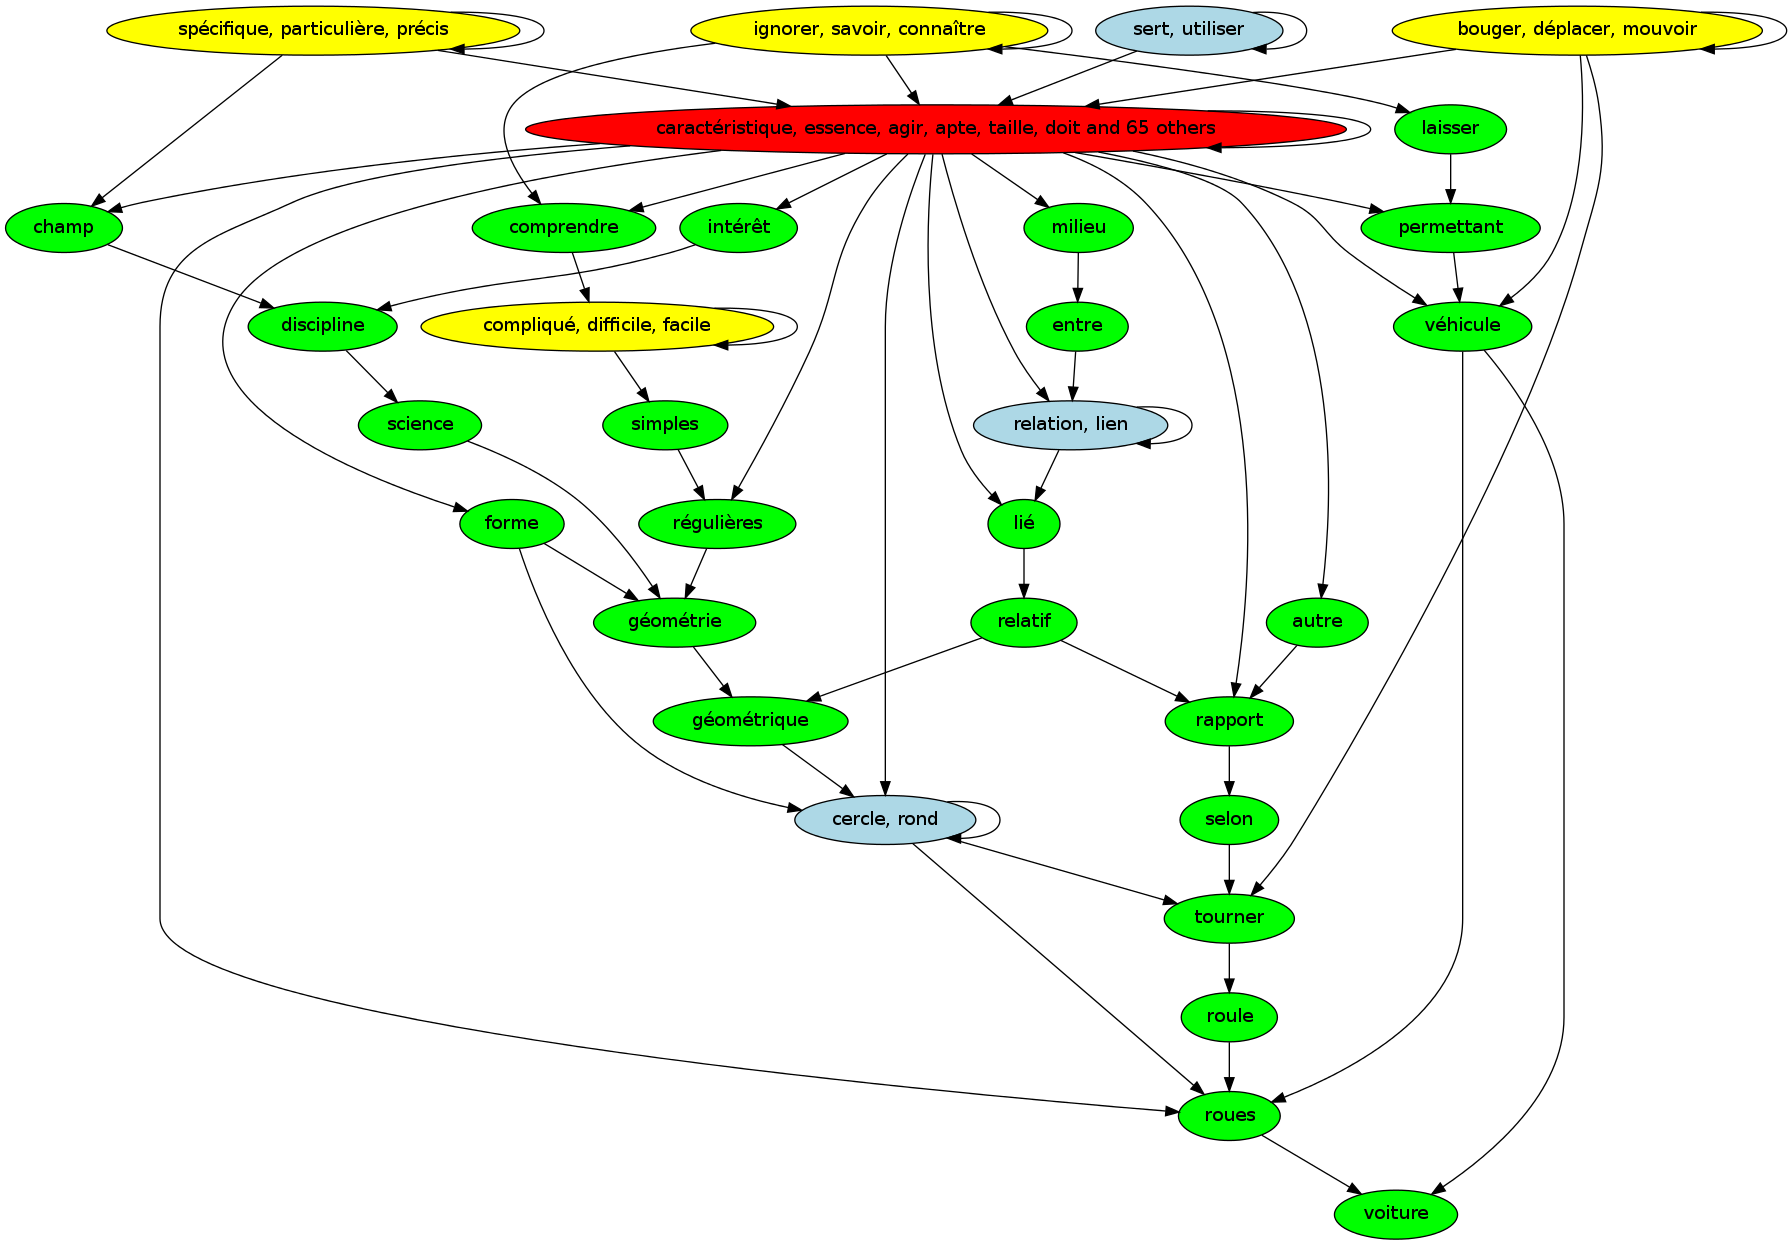 spécifique, particulière, précis
ignorer, savoir, connaître
sert, utiliser
bouger, déplacer, mouvoir
caractéristique, essence, agir, apte, taille, doit and 65 others
laisser
champ
comprendre
intérêt
milieu
permettant
discipline
compliqué, difficile, facile
entre
véhicule
science
simples
relation, lien
forme
régulières
lié
géométrie
relatif
autre
géométrique
rapport
cercle, rond
selon
tourner
roule
roues
voiture